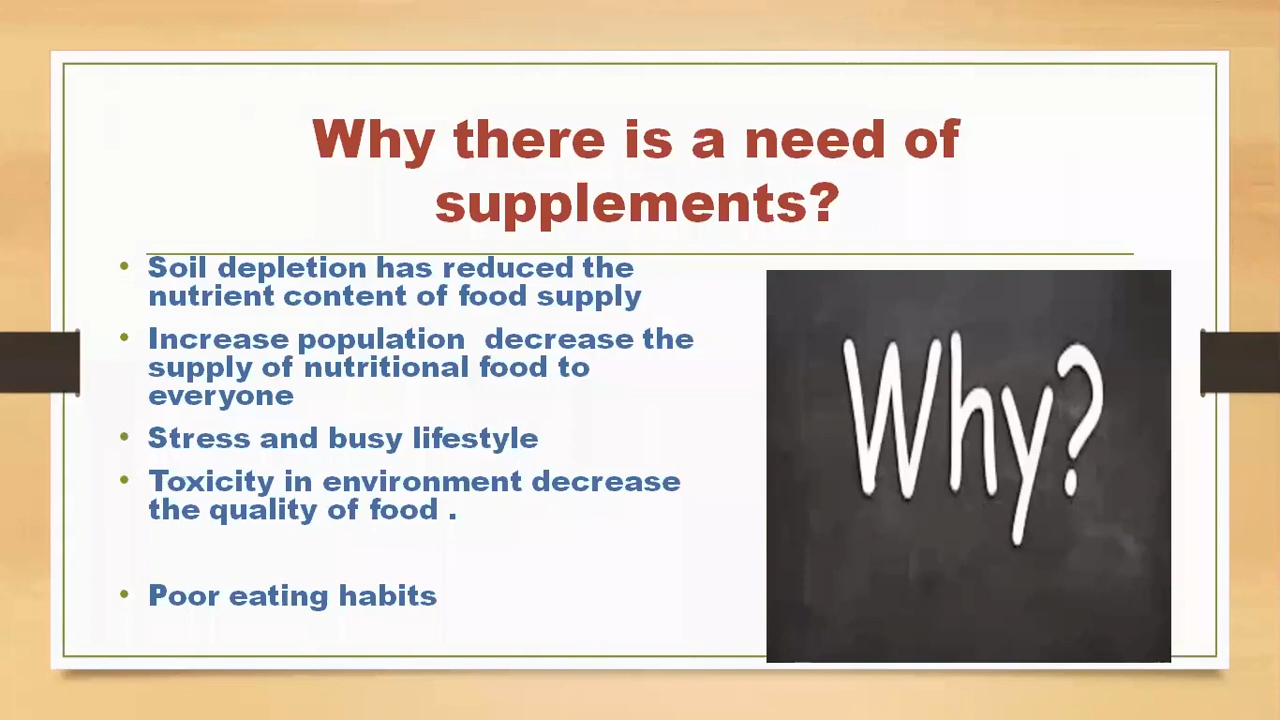 Why there is a need of
supplements?
• Soil depletion has reduced the
nutrient content of food supply
• Increase population  decrease the
supply of nutritional food to
everyone
• Stress and busy lifestyle
• Toxicity in environment decrease
the quality of food .
• Poor eating habits
Why?